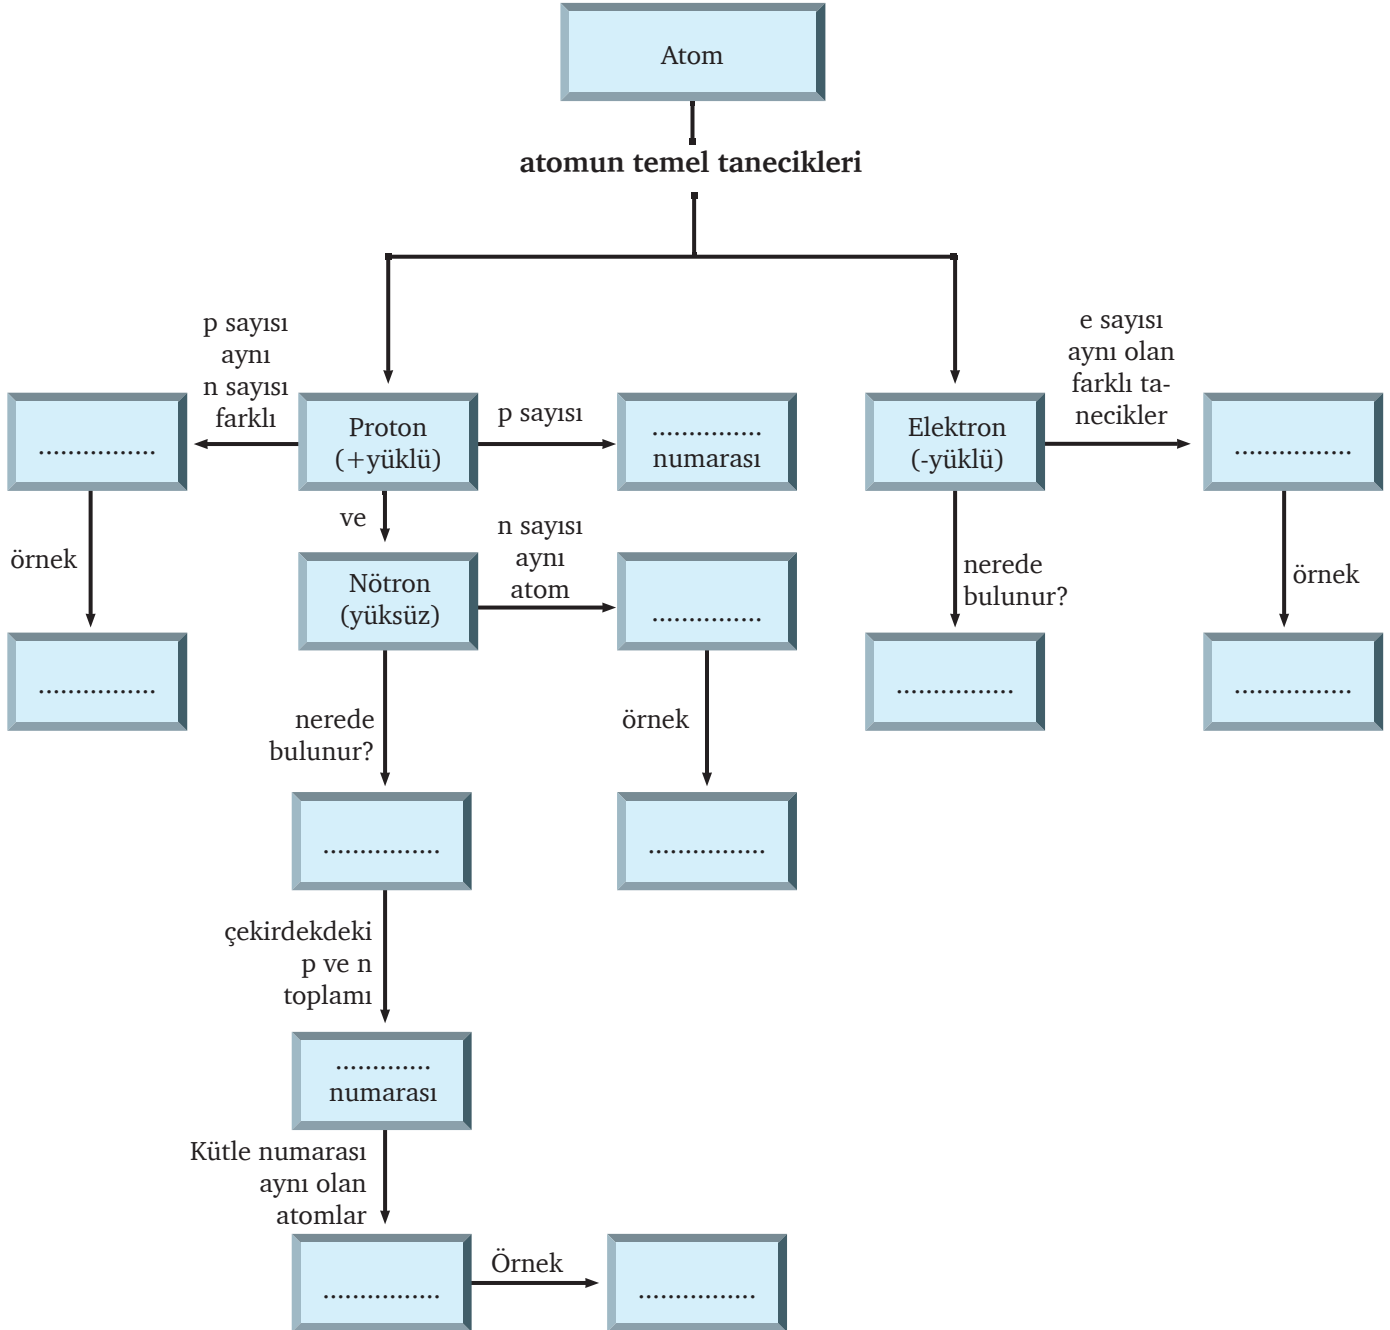 Atom
atomun temel tanecikleri
p sayısı
aynı
n sayısı
farklı
e sayısı
aynı olan
farklı ta-
necikler
................
Proton
(+yüklü)
p sayısı
...............
numarası
Elektron
(-yüklü)
................
ve
örnek
Nötron
(yüksüz)
n sayısı
aynı
atom
...............
nerede
bulunur?
örnek
................
................
................
nerede
bulunur?
örnek
................
................
çekirdekdeki
p ve n
toplamı
.............
numarası
Kütle numarası
aynı olan
atomlar
................
Örnek
................